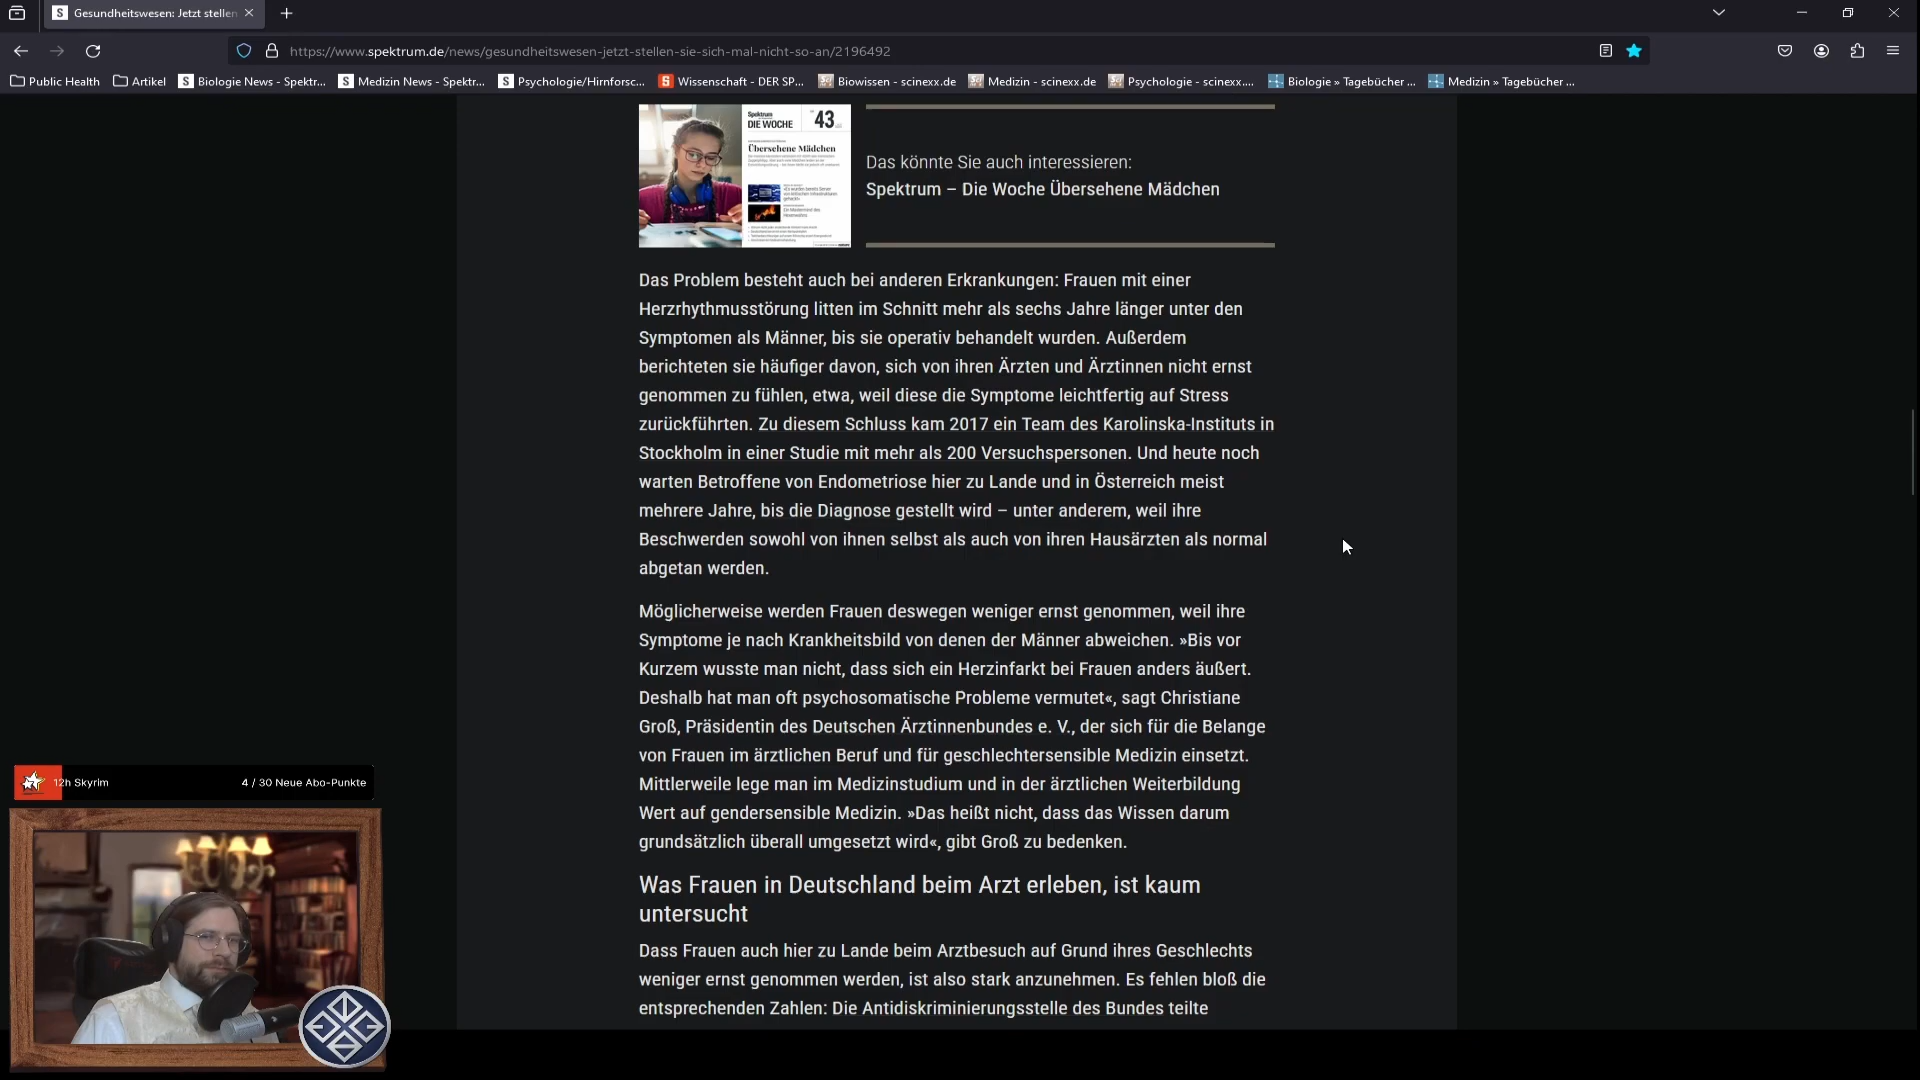 Gesundheitswesen: Jetzt stellen
https://www.spektrum.de/news/gesundheitswesen-jetzt-stellen-sie-sich-mal-nicht-so-an/2196492
Public Health
Artikel
Biologie News - Spektr...
Medizin News - Spektr...
Psychologie/Hirnforsc...
Wissenschaft - DER SP...
Biowissen - scinexx.de
Medizin - scinexx.de
Psychologie - scinexx....
Biologie » Tagebücher ...
Medizin » Tagebücher ...
Spektrum
DIE WOCHE
43
Übersehene Mädchen
Das könnte Sie auch interessieren:
Spektrum – Die Woche Übersehene Mädchen
Das Problem besteht auch bei anderen Erkrankungen: Frauen mit einer
Herzrhythmusstörung litten im Schnitt mehr als sechs Jahre länger unter den
Symptomen als Männer, bis sie operativ behandelt wurden. Außerdem
berichteten sie häufiger davon, sich von ihren Ärzten und Ärztinnen nicht ernst
genommen zu fühlen, etwa, weil diese die Symptome leichtfertig auf Stress
zurückführten. Zu diesem Schluss kam 2017 ein Team des Karolinska-Instituts in
Stockholm in einer Studie mit mehr als 200 Versuchspersonen. Und heute noch
warten Betroffene von Endometriose hier zu Lande und in Österreich meist
mehrere Jahre, bis die Diagnose gestellt wird – unter anderem, weil ihre
Beschwerden sowohl von ihnen selbst als auch von ihren Hausärzten als normal
abgetan werden.
Möglicherweise werden Frauen deswegen weniger ernst genommen, weil ihre
Symptome je nach Krankheitsbild von denen der Männer abweichen. »Bis vor
Kurzem wusste man nicht, dass sich ein Herzinfarkt bei Frauen anders äußert.
Deshalb hat man oft psychosomatische Probleme vermutet«, sagt Christiane
Groß, Präsidentin des Deutschen Ärztinnenbundes e. V., der sich für die Belange
von Frauen im ärztlichen Beruf und für geschlechtersensible Medizin einsetzt.
Mittlerweile lege man im Medizinstudium und in der ärztlichen Weiterbildung
Wert auf gendersensible Medizin. »Das heißt nicht, dass das Wissen darum
grundsätzlich überall umgesetzt wird«, gibt Groß zu bedenken.
Was Frauen in Deutschland beim Arzt erleben, ist kaum
untersucht
Dass Frauen auch hier zu Lande beim Arztbesuch auf Grund ihres Geschlechts
weniger ernst genommen werden, ist also stark anzunehmen. Es fehlen bloß die
entsprechenden Zahlen: Die Antidiskriminierungsstelle des Bundes teilte
12h Skyrim
4 / 30 Neue Abo-Punkte